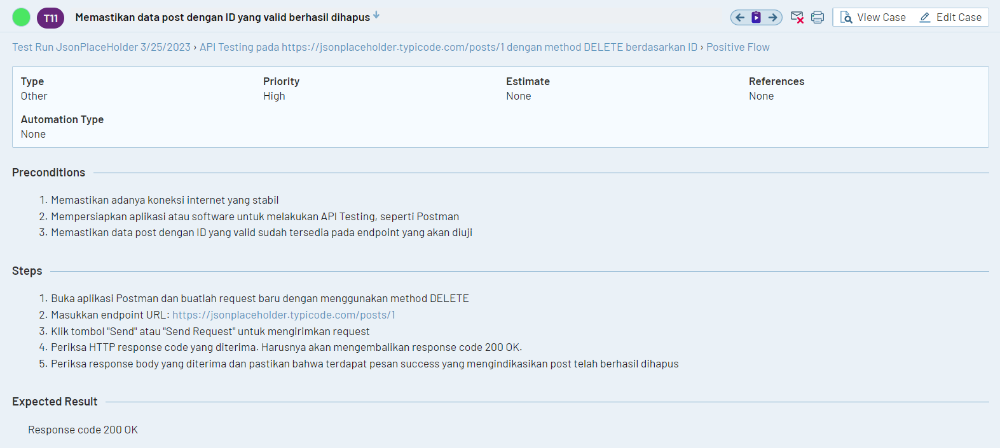 T11 Memastikan data post dengan ID yang valid berhasil dihapus View Case Edit Case
Test Run JsonPlaceHolder 3/25/2023 › API Testing pada https://jsonplaceholder.typicode.com/posts/1 dengan method DELETE berdasarkan ID › Positive Flow
Type Priority Estimate References
Other High None None
Automation Type
None
Preconditions
1. Memastikan adanya koneksi internet yang stabil
2. Mempersiapkan aplikasi atau software untuk melakukan API Testing, seperti Postman
3. Memastikan data post dengan ID yang valid sudah tersedia pada endpoint yang akan diuji
Steps
1. Buka aplikasi Postman dan buatlah request baru dengan menggunakan method DELETE
2. Masukkan endpoint URL: https://jsonplaceholder.typicode.com/posts/1
3. Klik tombol "Send" atau "Send Request" untuk mengirimkan request
4. Periksa HTTP response code yang diterima. Harusnya akan mengembalikan response code 200 OK.
5. Periksa response body yang diterima dan pastikan bahwa terdapat pesan success yang mengindikasikan post telah berhasil dihapus
Expected Result
Response code 200 OK